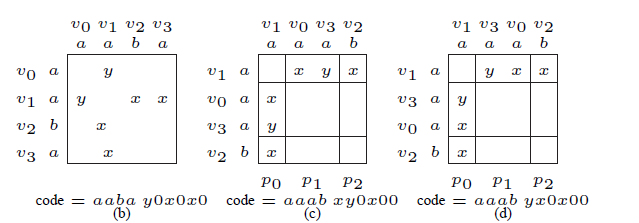 v0 v1 v2 v3 v1 v0 v3 v2 v1 v3 v0 v2
a a b a a a a b a a a b
v0 a y v1 a x y x v1 a y x x
v1 a y x x v0 a x v3 a y
v2 b x v3 a y v0 a x
v3 a x v2 b x v2 b x
p0 p1 p2 p0 p1 p2
code = aaba y0x0x0 code = aaab xy0x00 code = aaab yx0x00
(b) (c) (d)